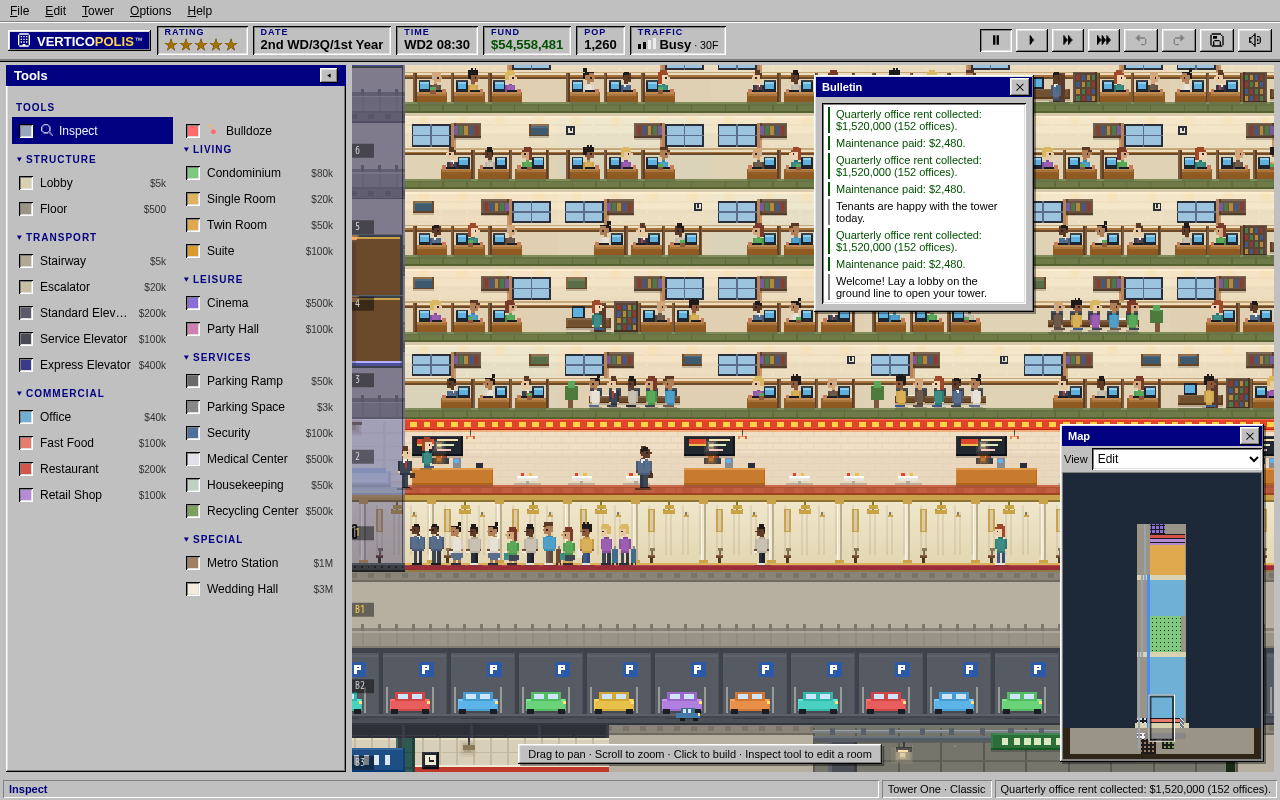 File Edit Tower Options Help
VERTICOPOLIS™
RATING
DATE
2nd WD/3Q/1st Year
TIME
WD2 08:30
FUND
$54,558,481
POP
1,260
TRAFFIC
Busy · 30F
Tools
TOOLS
Inspect
Bulldoze
STRUCTURE
Lobby $5k
Floor $500
TRANSPORT
Stairway $5k
Escalator $20k
Standard Elev… $200k
Service Elevator $100k
Express Elevator $400k
COMMERCIAL
Office $40k
Fast Food $100k
Restaurant $200k
Retail Shop $100k
LIVING
Condominium $80k
Single Room $20k
Twin Room $50k
Suite $100k
LEISURE
Cinema $500k
Party Hall $100k
SERVICES
Parking Ramp $50k
Parking Space $3k
Security $100k
Medical Center $500k
Housekeeping $50k
Recycling Center $500k
SPECIAL
Metro Station $1M
Wedding Hall $3M
6
5
4
3
2
B1
B2
B3
P P P P P P P P P P P
Bulletin
Quarterly office rent collected:
$1,520,000 (152 offices).
Maintenance paid: $2,480.
Quarterly office rent collected:
$1,520,000 (152 offices).
Maintenance paid: $2,480.
Tenants are happy with the tower
today.
Quarterly office rent collected:
$1,520,000 (152 offices).
Maintenance paid: $2,480.
Welcome! Lay a lobby on the
ground line to open your tower.
Map
View Edit
Drag to pan · Scroll to zoom · Click to build · Inspect tool to edit a room
Inspect
Tower One · Classic
Quarterly office rent collected: $1,520,000 (152 offices).